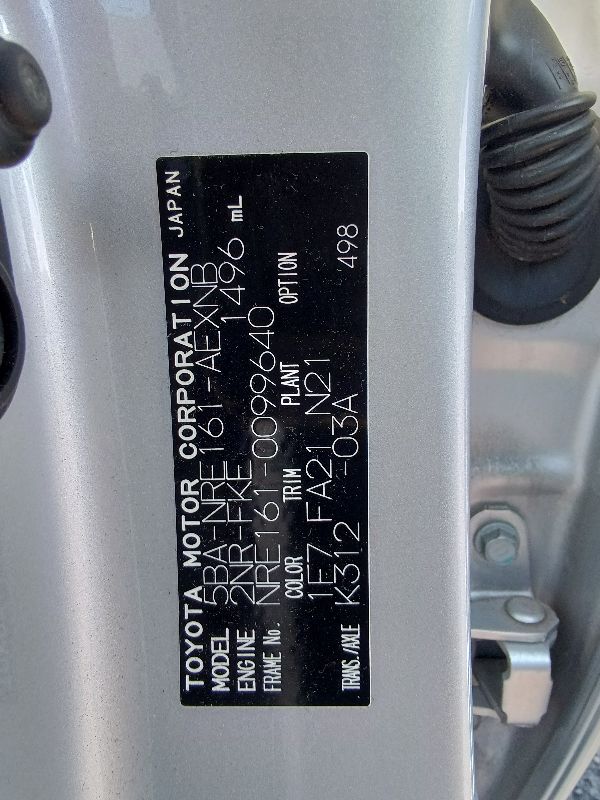 TOYOTA MOTOR CORPORATION JAPAN
MODEL 5BA-NRE161-AEXNB
ENGINE 2NR-FKE 1496 mL
FRAME No. NRE161-0099640
COLOR TRIM PLANT OPTION
1E7 FA21 N21
TRANS./AXLE K312 -03A 498